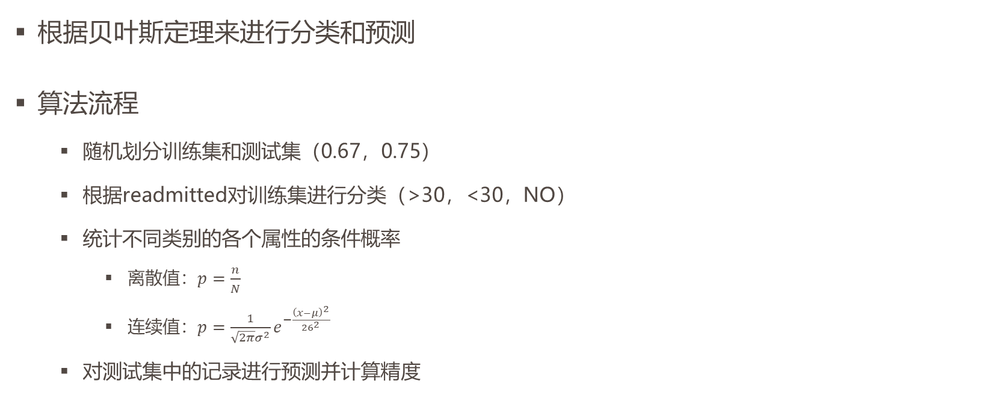 ▪ 根据贝叶斯定理来进行分类和预测
▪ 算法流程
▪ 随机划分训练集和测试集（0.67，0.75）
▪ 根据readmitted对训练集进行分类（>30，<30，NO）
▪ 统计不同类别的各个属性的条件概率
▪ 离散值：$p = \frac{n}{N}$
▪ 连续值：$p = \frac{1}{\sqrt{2\pi}\sigma^2} e^{-\frac{(x-\mu)^2}{26^2}}$
▪ 对测试集中的记录进行预测并计算精度